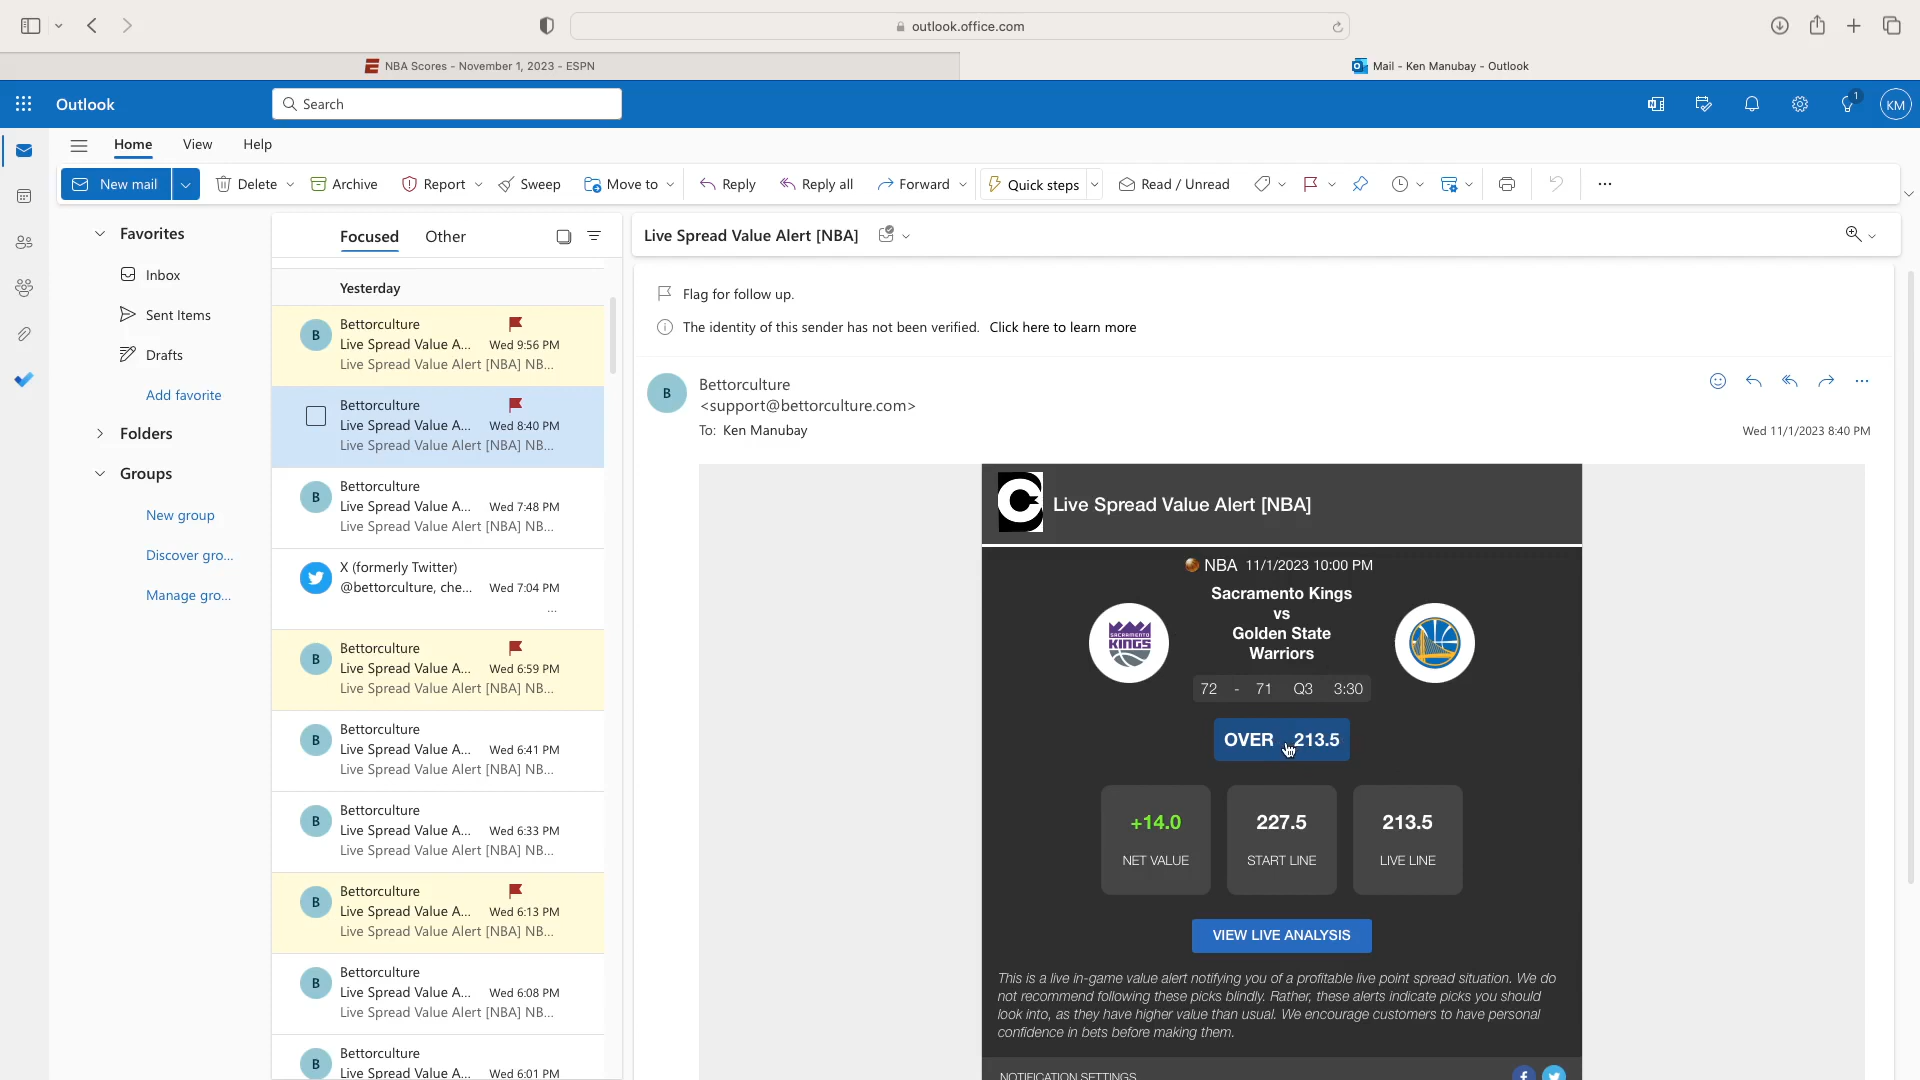 outlook.office.com
NBA Scores - November 1, 2023 - ESPN
Mail - Ken Manubay - Outlook
Outlook
Search
1
KM
Home View Help
New mail Delete Archive Report Sweep Move to Reply Reply all Forward Quick steps Read / Unread
Favorites
Inbox
Sent Items
Drafts
Add favorite
Folders
Groups
New group
Discover gro...
Manage gro...
Focused Other
Yesterday
B
Bettorculture
Live Spread Value A... Wed 9:56 PM
Live Spread Value Alert [NBA] NB...
Bettorculture
Live Spread Value A... Wed 8:40 PM
Live Spread Value Alert [NBA] NB...
B
Bettorculture
Live Spread Value A... Wed 7:48 PM
Live Spread Value Alert [NBA] NB...
X (formerly Twitter)
@bettorculture, che... Wed 7:04 PM
...
B
Bettorculture
Live Spread Value A... Wed 6:59 PM
Live Spread Value Alert [NBA] NB...
B
Bettorculture
Live Spread Value A... Wed 6:41 PM
Live Spread Value Alert [NBA] NB...
B
Bettorculture
Live Spread Value A... Wed 6:33 PM
Live Spread Value Alert [NBA] NB...
B
Bettorculture
Live Spread Value A... Wed 6:13 PM
Live Spread Value Alert [NBA] NB...
B
Bettorculture
Live Spread Value A... Wed 6:08 PM
Live Spread Value Alert [NBA] NB...
B
Bettorculture
Live Spread Value A... Wed 6:01 PM
Live Spread Value Alert [NBA]
Flag for follow up.
The identity of this sender has not been verified. Click here to learn more
B
Bettorculture
<support@bettorculture.com>
To: Ken Manubay
Wed 11/1/2023 8:40 PM
Live Spread Value Alert [NBA]
NBA 11/1/2023 10:00 PM
Sacramento Kings
vs
Golden State
Warriors
SACRAMENTO
KINGS
72 - 71 Q3 3:30
OVER 213.5
+14.0 227.5 213.5
NET VALUE START LINE LIVE LINE
VIEW LIVE ANALYSIS
This is a live in-game value alert notifying you of a profitable live point spread situation. We do
not recommend following these picks blindly. Rather, these alerts indicate picks you should
look into, as they have higher value than usual. We encourage customers to have personal
confidence in bets before making them.
NOTIFICATION SETTINGS